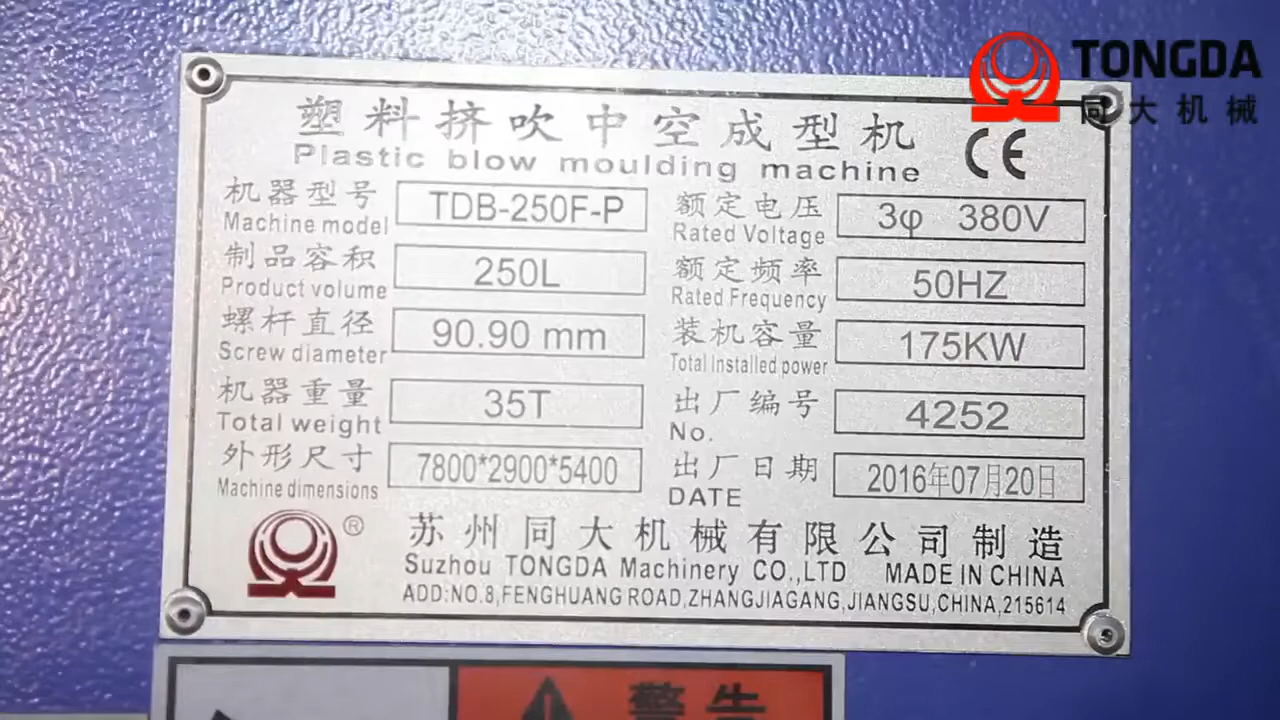 TONGDA
同大机械
塑料挤吹中空成型机
Plastic blow moulding machine
CE
机器型号
Machine model
TDB-250F-P
额定电压
Rated Voltage
3φ 380V
制品容积
Product volume
250L
额定频率
Rated Frequency
50HZ
螺杆直径
Screw diameter
90.90 mm
装机容量
Total Installed power
175KW
机器重量
Total weight
35T
出厂编号
No.
4252
外形尺寸
Machine dimensions
7800*2900*5400
出厂日期
DATE
2016年07月20日
®
苏州同大机械有限公司制造
Suzhou TONGDA Machinery CO.,LTD MADE IN CHINA
ADD:NO.8,FENGHUANG ROAD,ZHANGJIAGANG,JIANGSU,CHINA,215614
警告